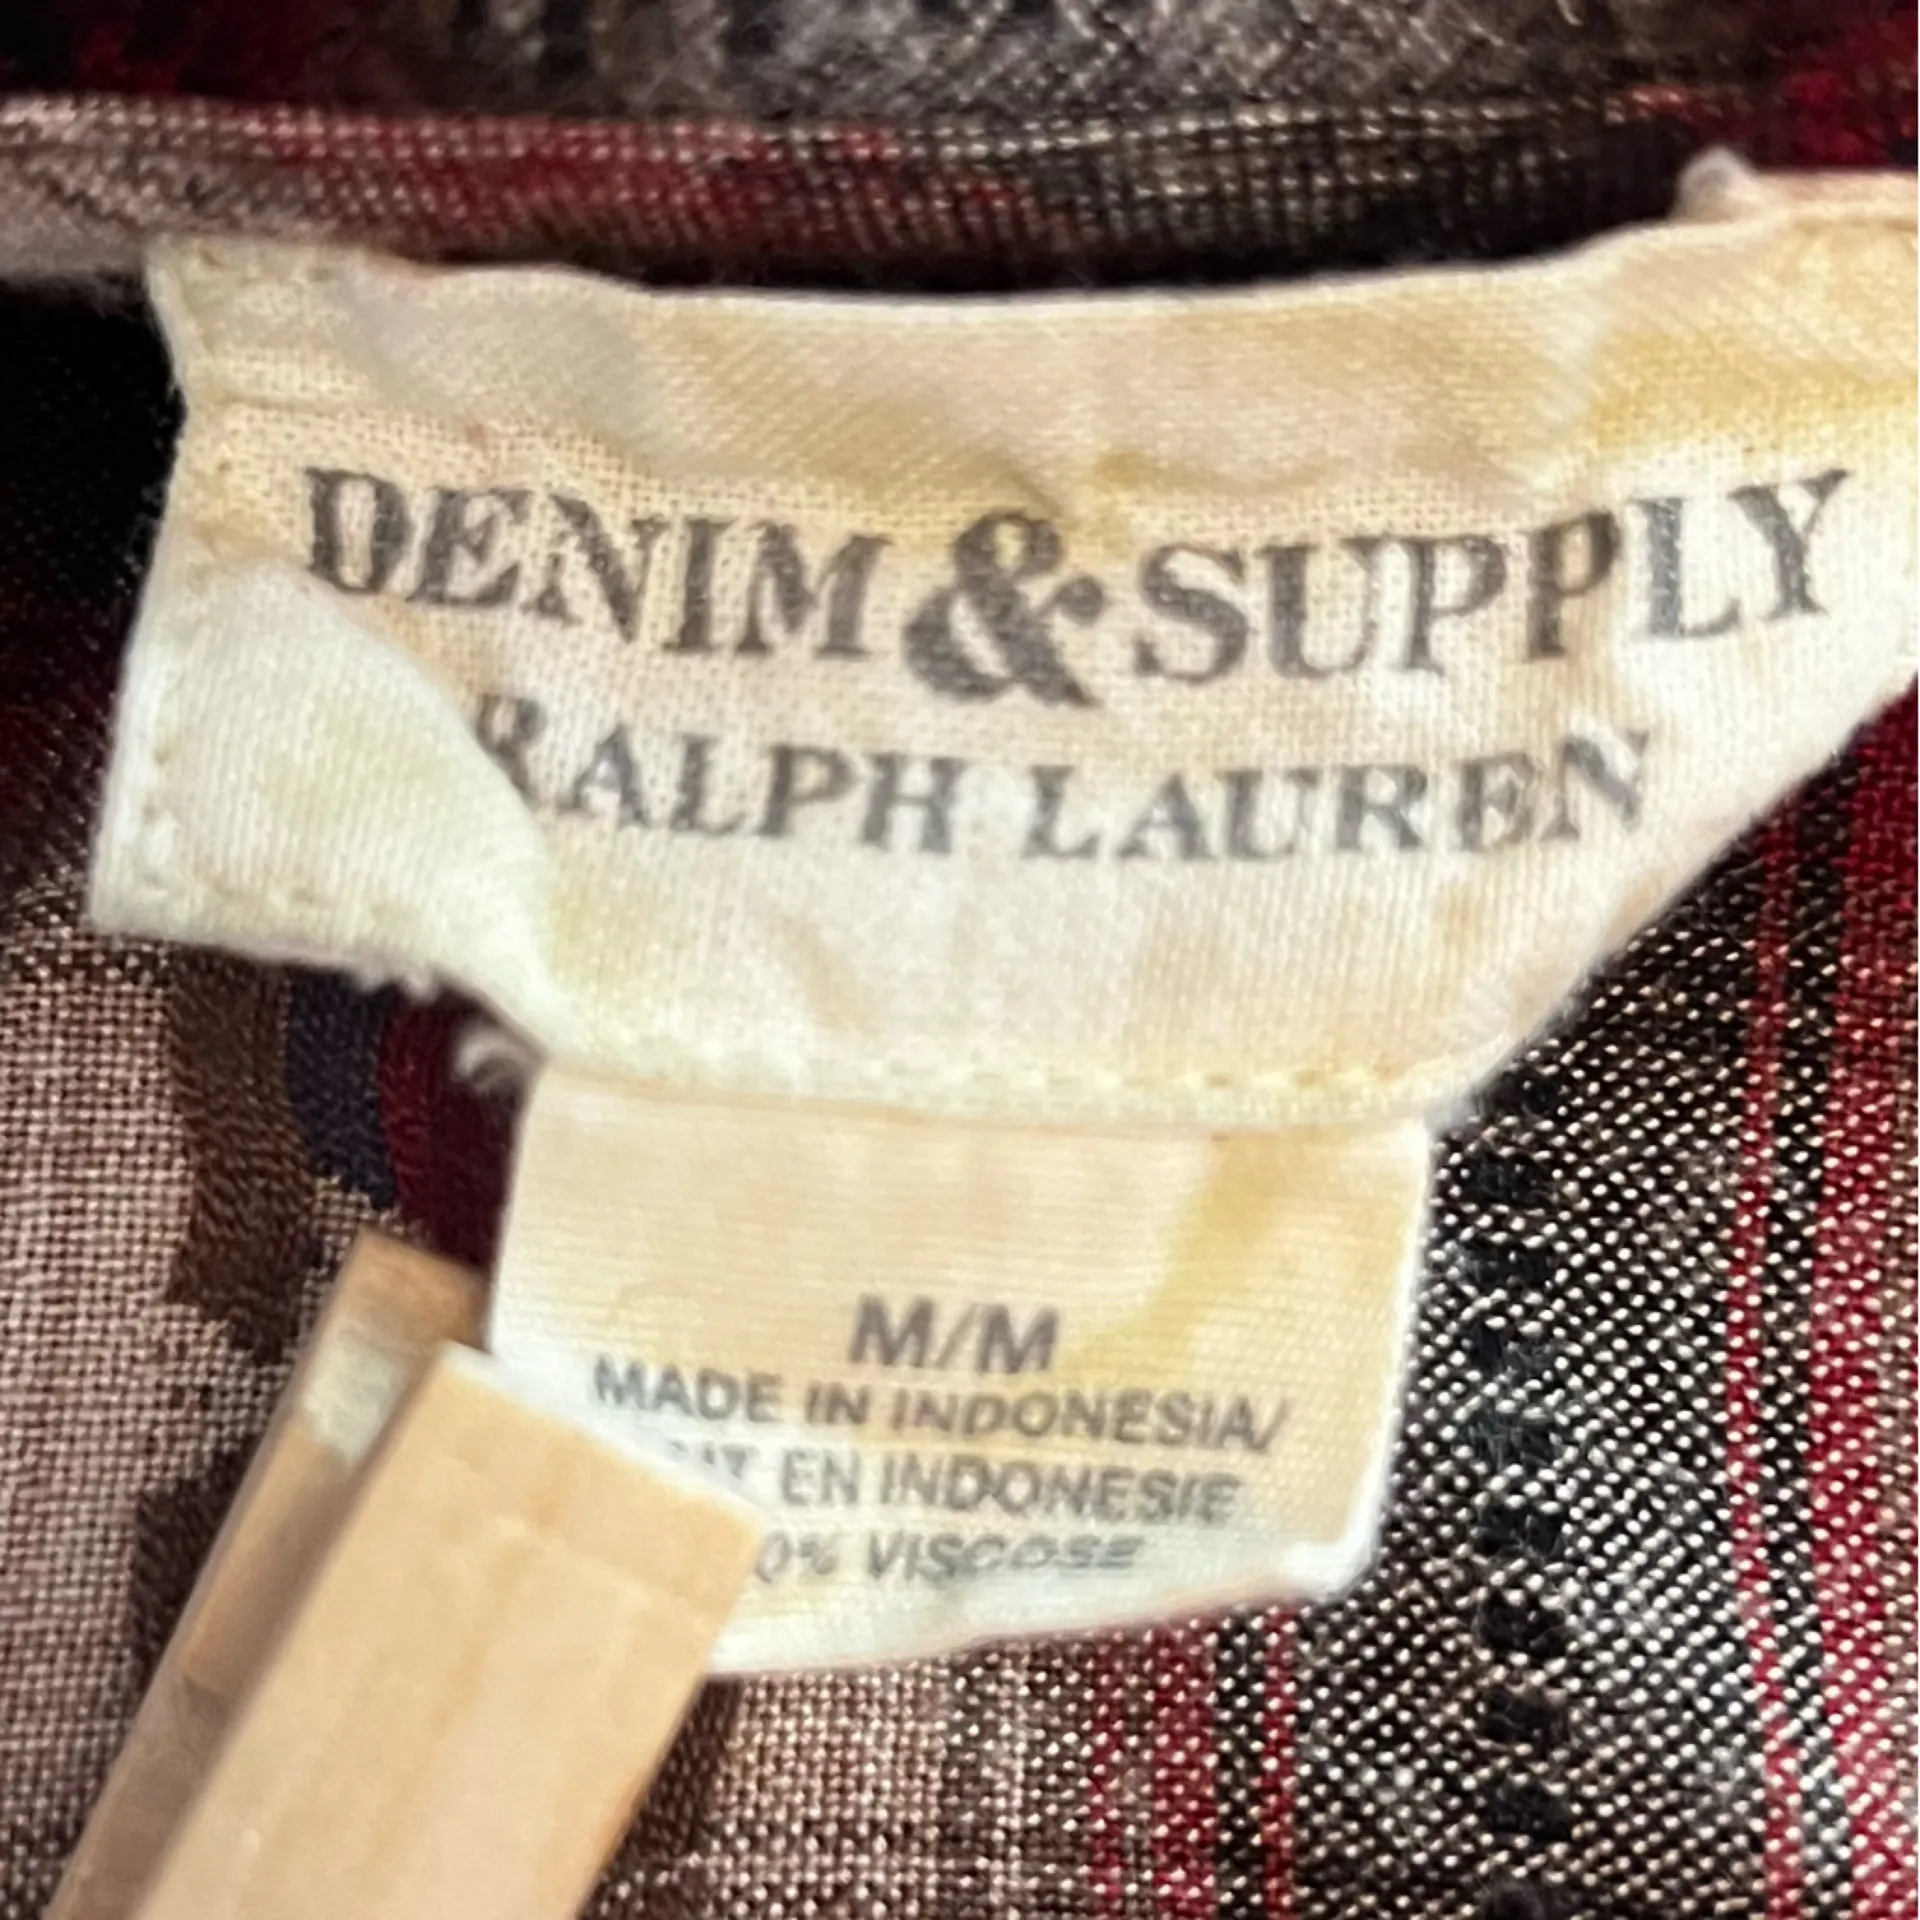 DENIM & SUPPLY
RALPH LAUREN
M/M
MADE IN INDONESIA/
EN INDONESIE
VISCOSE